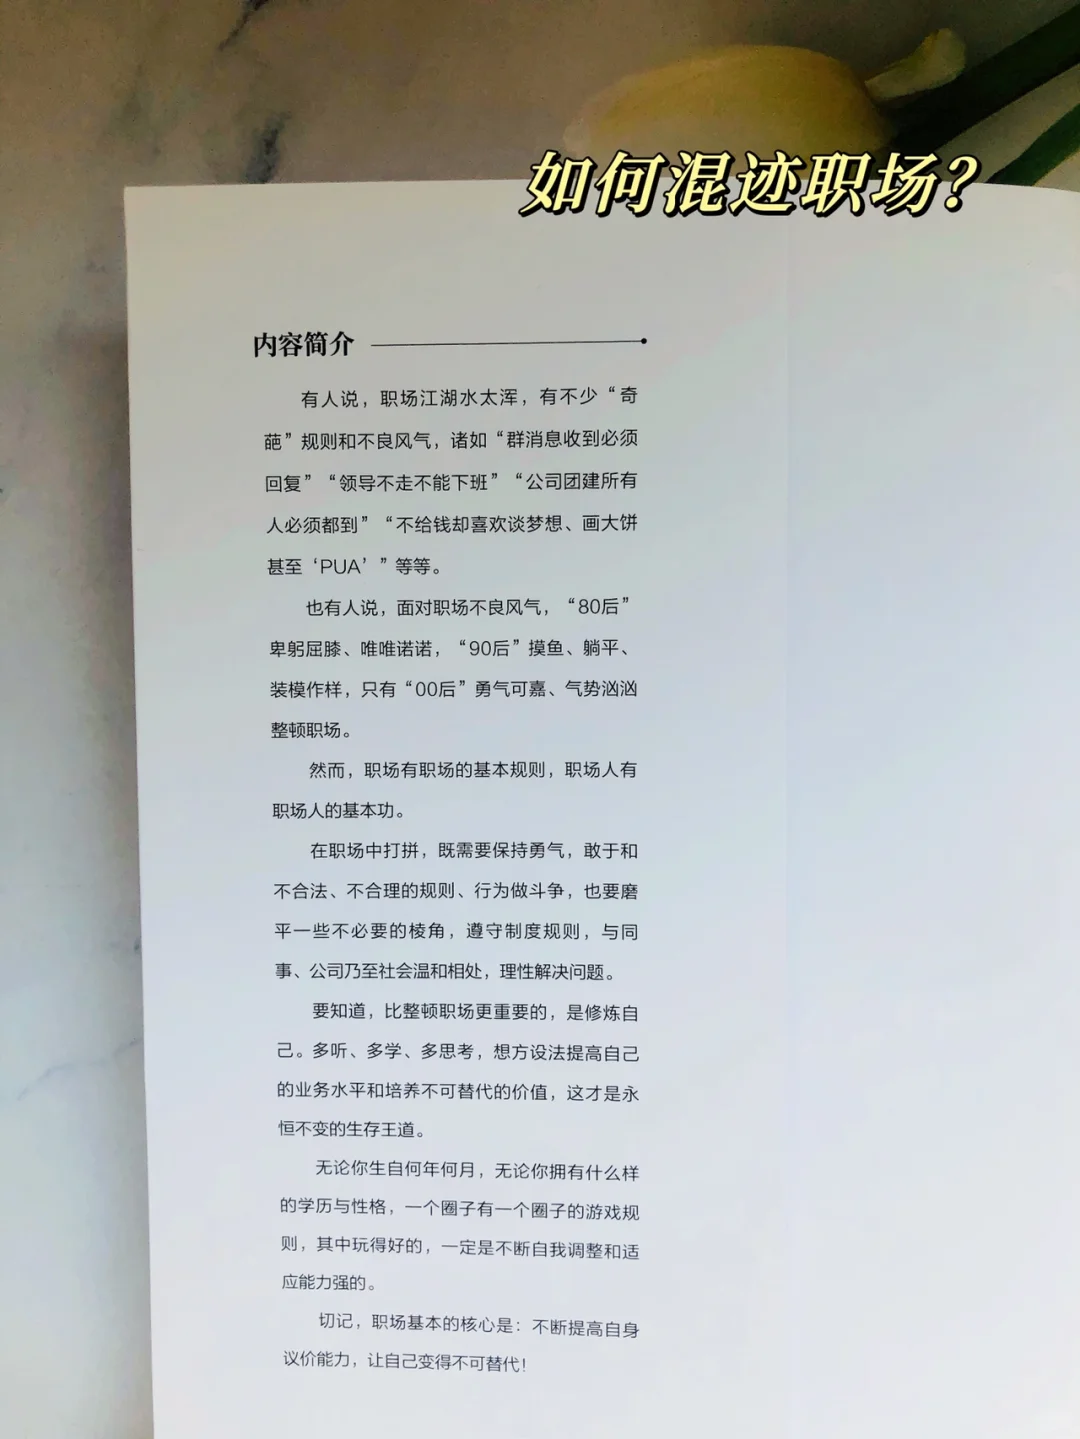 如何混迹职场？
内容简介
有人说，职场江湖水太浑，有不少“奇
葩”规则和不良风气，诸如“群消息收到必须
回复”“领导不走不能下班”“公司团建所有
人必须都到”“不给钱却喜欢谈梦想、画大饼
甚至‘PUA’”等等。
也有人说，面对职场不良风气，“80后”
卑躬屈膝、唯唯诺诺，“90后”摸鱼、躺平、
装模作样，只有“00后”勇气可嘉、气势汹汹
整顿职场。
然而，职场有职场的基本规则，职场人有
职场人的基本功。
在职场中打拼，既需要保持勇气，敢于和
不合法、不合理的规则、行为做斗争，也要磨
平一些不必要的棱角，遵守制度规则，与同
事、公司乃至社会温和相处，理性解决问题。
要知道，比整顿职场更重要的，是修炼自
己。多听、多学、多思考，想方设法提高自己
的业务水平和培养不可替代的价值，这才是永
恒不变的生存王道。
无论你生自何年何月，无论你拥有什么样
的学历与性格，一个圈子有一个圈子的游戏规
则，其中玩得好的，一定是不断自我调整和适
应能力强的。
切记，职场基本的核心是：不断提高自身
议价能力，让自己变得不可替代！